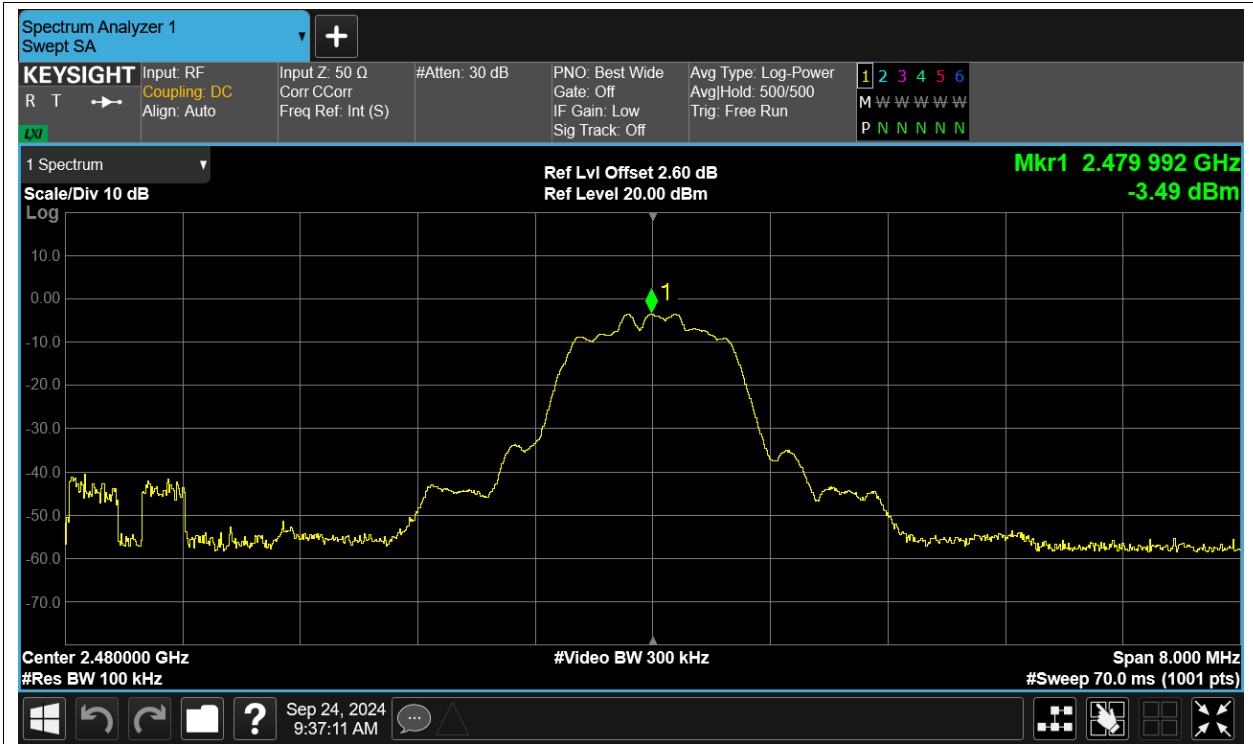 Spectrum Analyzer 1
Swept SA
KEYSIGHT
R T
LXI
Input: RF
Coupling: DC
Align: Auto
Input Z: 50 Ω
Corr CCorr
Freq Ref: Int (S)
#Atten: 30 dB
PNO: Best Wide
Gate: Off
IF Gain: Low
Sig Track: Off
Avg Type: Log-Power
Avg|Hold: 500/500
Trig: Free Run
1 2 3 4 5 6
M W W W W W
P N N N N N
1 Spectrum
Scale/Div 10 dB
Log
Ref Lvl Offset 2.60 dB
Ref Level 20.00 dBm
Mkr1 2.479 992 GHz
-3.49 dBm
10.0
0.00
-10.0
-20.0
-30.0
-40.0
-50.0
-60.0
-70.0
1
Center 2.480000 GHz
#Res BW 100 kHz
#Video BW 300 kHz
Span 8.000 MHz
#Sweep 70.0 ms (1001 pts)
?
Sep 24, 2024
9:37:11 AM